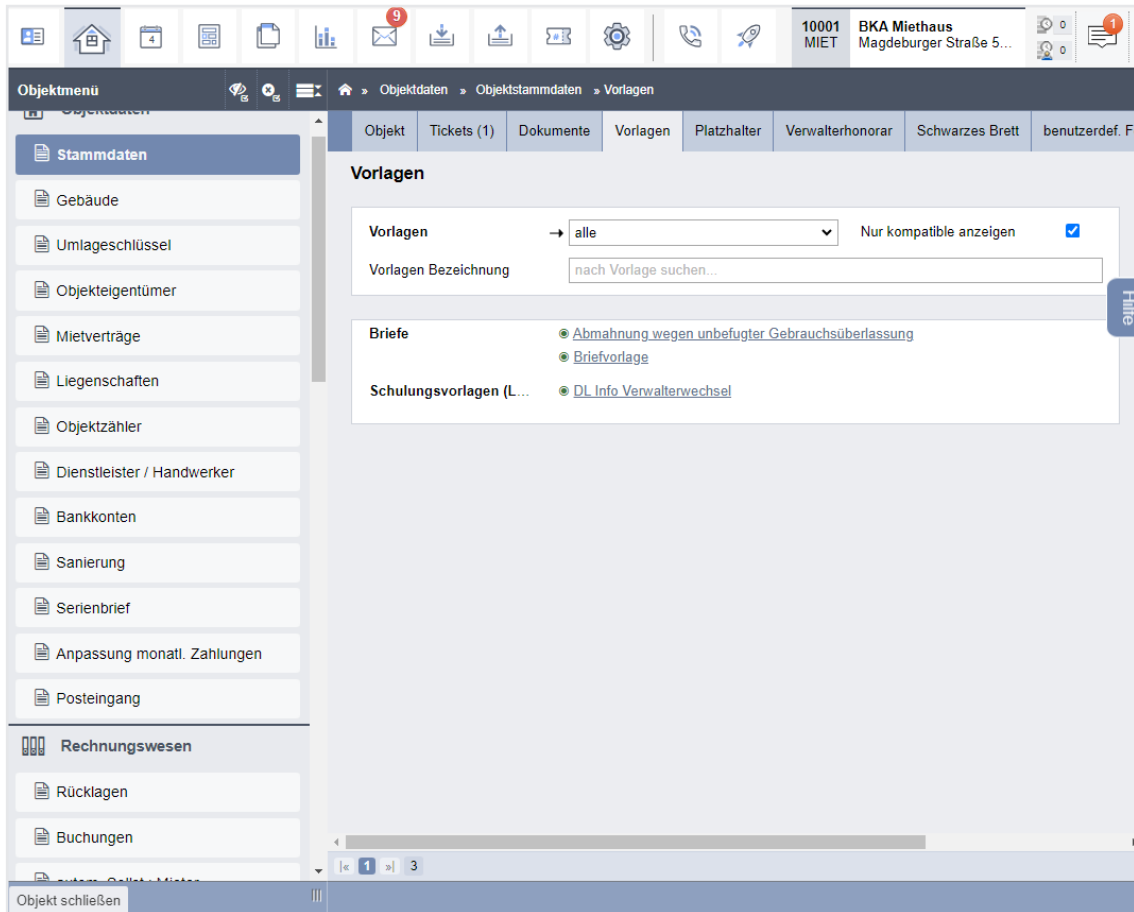 4
9
10001
MIET
BKA Miethaus
Magdeburger Straße 5...
0
0
1
Objektmenü
» Objektdaten » Objektstammdaten » Vorlagen
Objektdaten
Stammdaten
Gebäude
Umlageschlüssel
Objekteigentümer
Mietverträge
Liegenschaften
Objektzähler
Dienstleister / Handwerker
Bankkonten
Sanierung
Serienbrief
Anpassung monatl. Zahlungen
Posteingang
Rechnungswesen
Rücklagen
Buchungen
Objekt schließen
Objekt Tickets (1) Dokumente Vorlagen Platzhalter Verwalterhonorar Schwarzes Brett benutzerdef. F
Vorlagen
Vorlagen → alle Nur kompatible anzeigen
Vorlagen Bezeichnung nach Vorlage suchen...
Briefe Abmahnung wegen unbefugter Gebrauchsüberlassung
Briefvorlage
Schulungsvorlagen (L... DL Info Verwalterwechsel
Hilfe
|« 1 »| 3